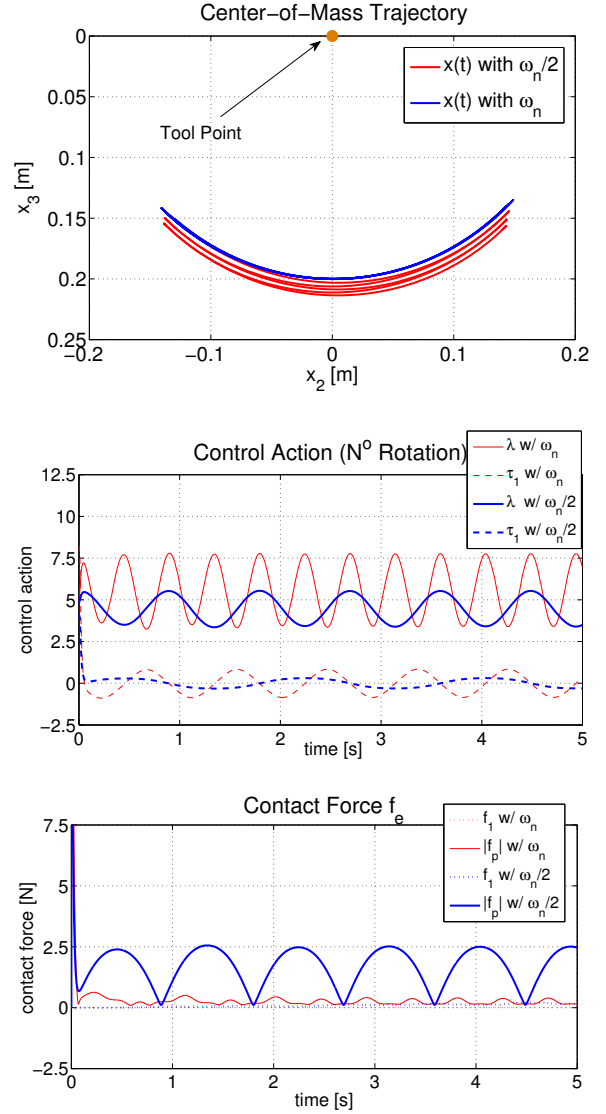 Center−of−Mass Trajectory
0
0.05
0.1
0.15
0.2
0.25
x₃ [m]
Tool Point
x(t) with ωₙ/2
x(t) with ωₙ
−0.2
−0.1
0
0.1
0.2
x₂ [m]
Control Action (Nº Rotation)
λ w/ ωₙ
τ₁ w/ ωₙ
λ w/ ωₙ/2
τ₁ w/ ωₙ/2
12.5
10
7.5
5
2.5
0
−2.5
control action
0
1
2
3
4
5
time [s]
Contact Force fₑ
f₁ w/ ωₙ
|fₚ| w/ ωₙ
f₁ w/ ωₙ/2
|fₚ| w/ ωₙ/2
7.5
5
2.5
0
−2.5
contact force [N]
0
1
2
3
4
5
time [s]